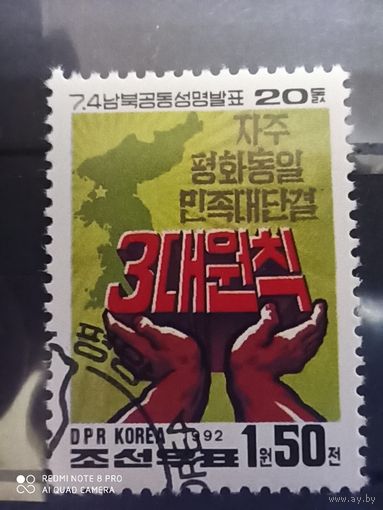 7.4남북공동성명발표 20돐
자주
평화통일
민족대단결
3대원칙
DPR KOREA 1992
조선우표 1원50전
REDMI NOTE 8 PRO
AI QUAD CAMERA
www.ay.by